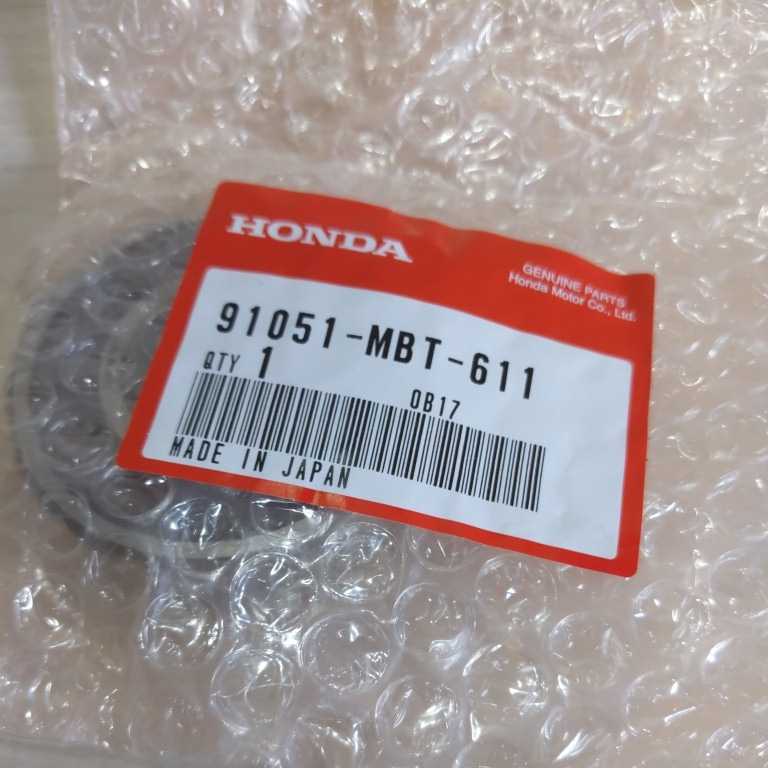 HONDA
GENUINE PARTS
Honda Motor Co., Ltd.
91051-MBT-611
QTY 1
0B17
MADE IN JAPAN